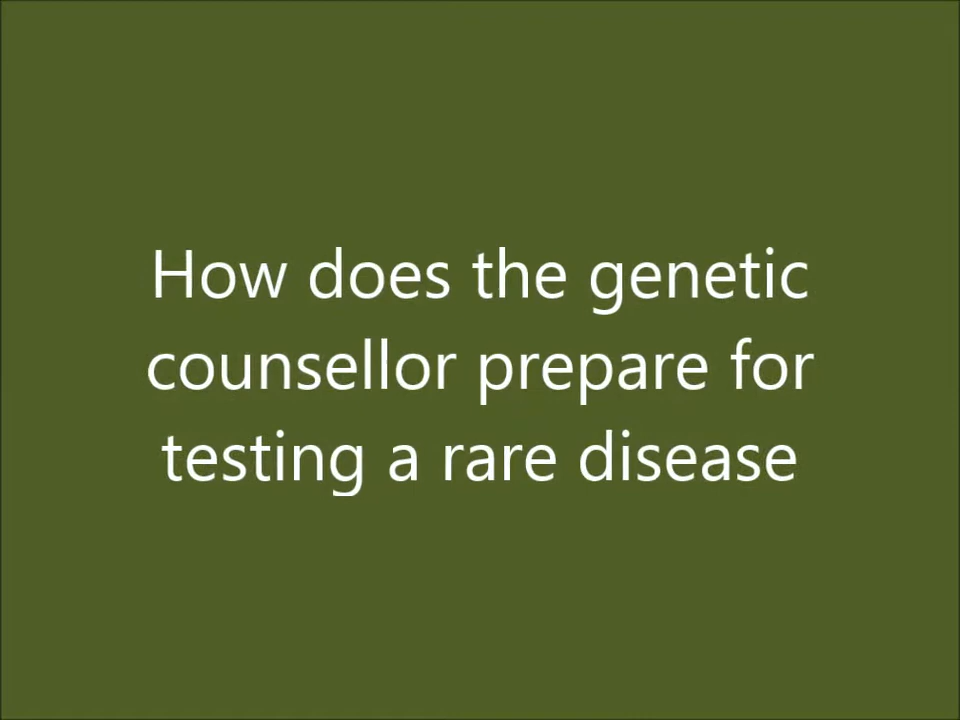 How does the genetic
counsellor prepare for
testing a rare disease